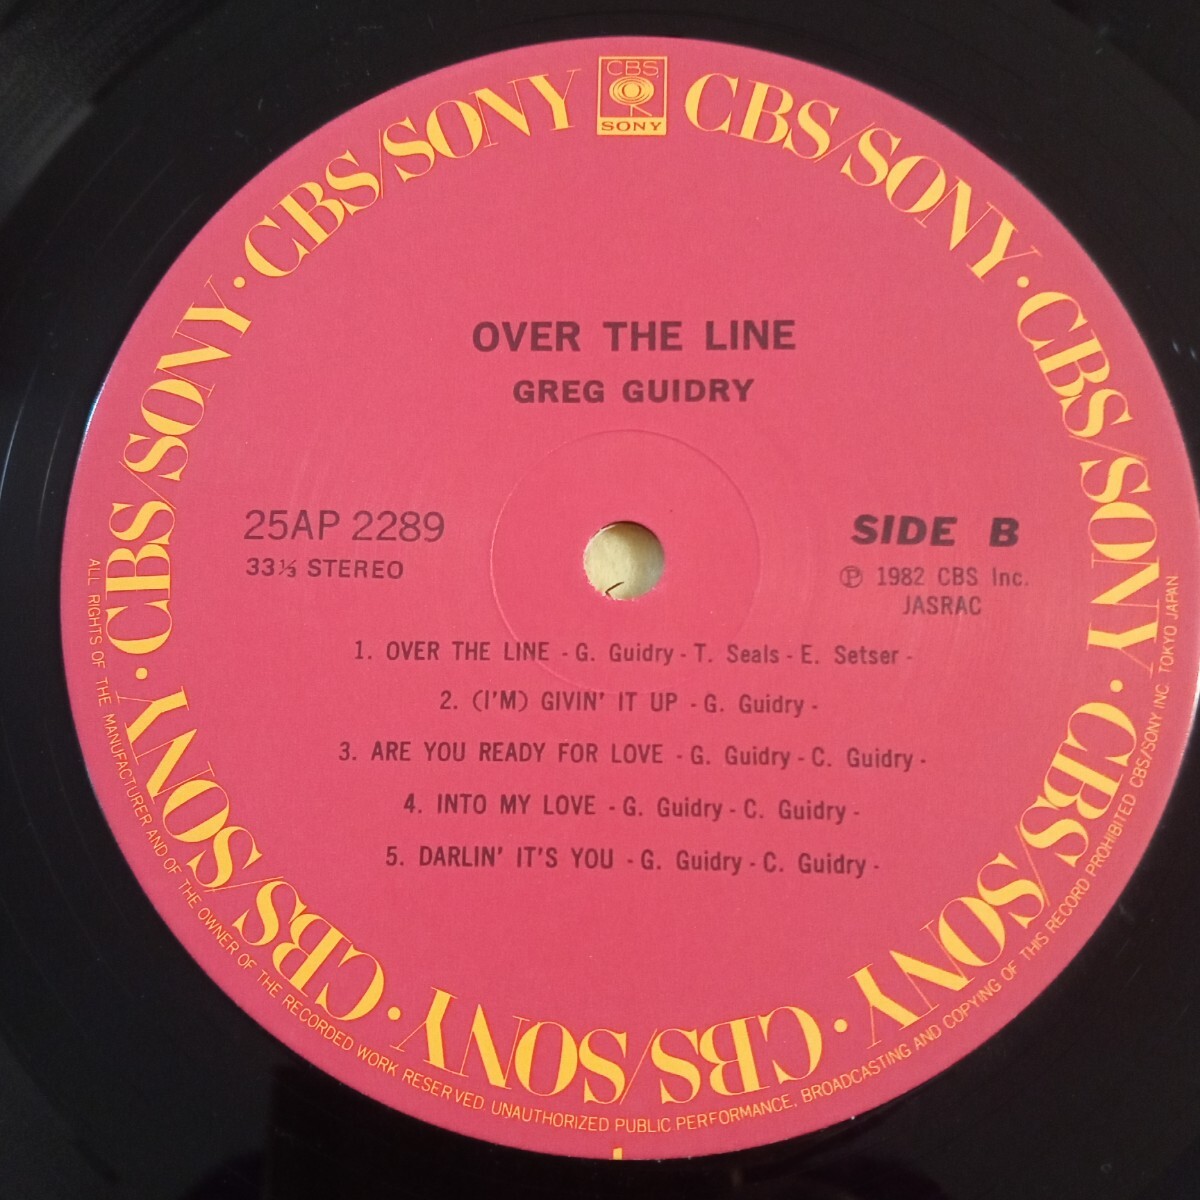 CBS
SONY
CBS/SONY · CBS/SONY · CBS/SONY · CBS/SONY · CBS/SONY · CBS/SONY · CBS/SONY · CBS/SONY
OVER THE LINE
GREG GUIDRY
25AP 2289
33⅓ STEREO
SIDE B
℗ 1982 CBS Inc.
JASRAC
1. OVER THE LINE - G. Guidry - T. Seals - E. Setser -
2. (I'M) GIVIN' IT UP - G. Guidry -
3. ARE YOU READY FOR LOVE - G. Guidry - C. Guidry -
4. INTO MY LOVE - G. Guidry - C. Guidry -
5. DARLIN' IT'S YOU - G. Guidry - C. Guidry -
ALL RIGHTS OF THE MANUFACTURER AND OF THE OWNER OF THE RECORDED WORK RESERVED. UNAUTHORIZED PUBLIC PERFORMANCE, BROADCASTING AND COPYING OF THIS RECORD PROHIBITED CBS/SONY INC. TOKYO JAPAN